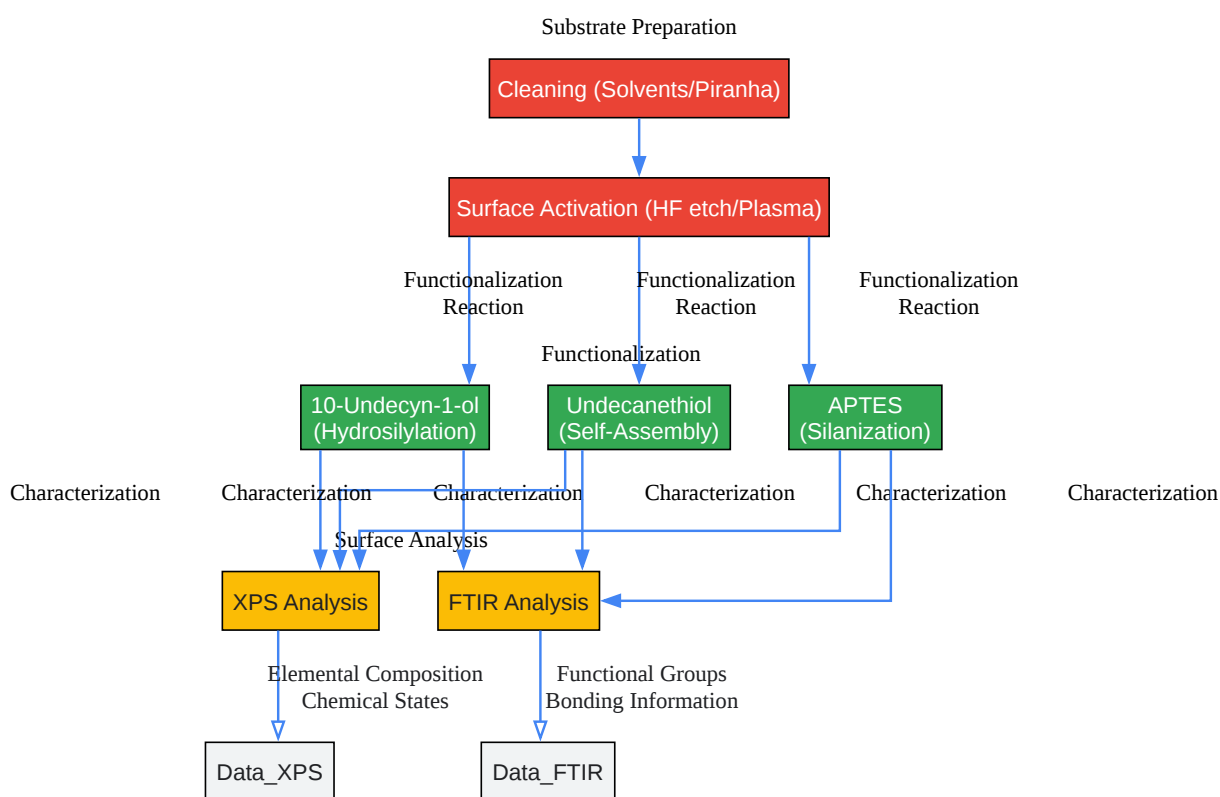 Substrate Preparation
Cleaning (Solvents/Piranha)
Surface Activation (HF etch/Plasma)
Functionalization
Reaction
Functionalization
Reaction
Functionalization
Reaction
Functionalization
10-Undecyn-1-ol
(Hydrosilylation)
Undecanethiol
(Self-Assembly)
APTES
(Silanization)
Characterization
Characterization
Characterization
Characterization
Characterization
Characterization
Surface Analysis
XPS Analysis
FTIR Analysis
Elemental Composition
Chemical States
Functional Groups
Bonding Information
Data_XPS
Data_FTIR